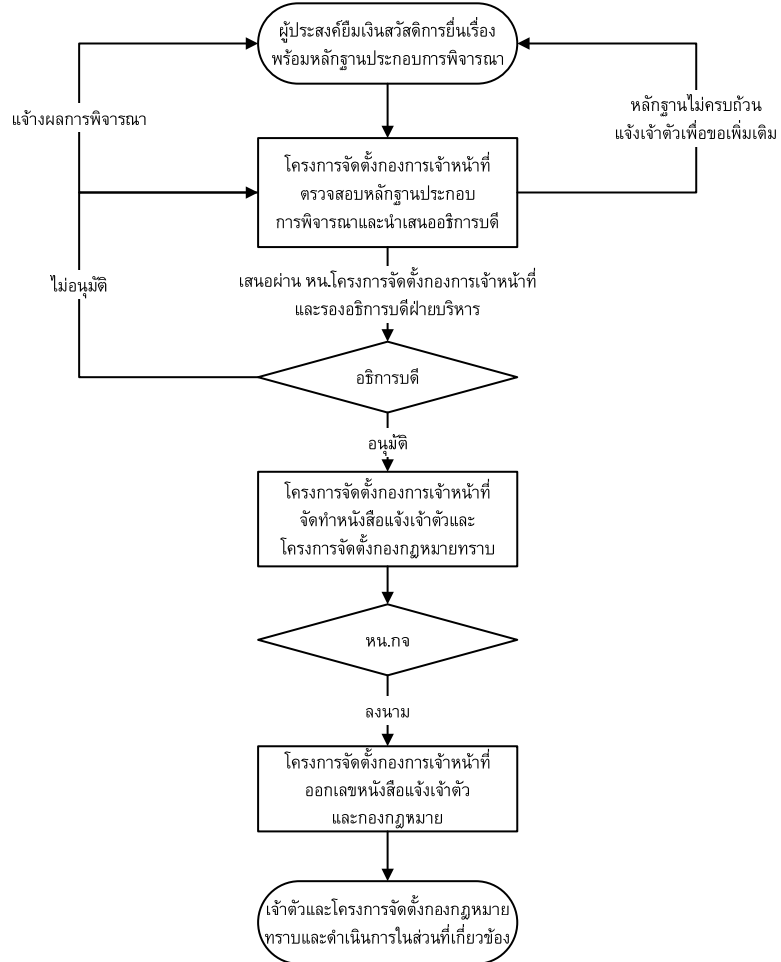 ผู้ประสงค์ยืมเงินสวัสดิการยื่นเรื่อง
พร้อมหลักฐานประกอบการพิจารณา
แจ้างผลการพิจารณา
หลักฐานไม่ครบถ้วน
แจ้งเจ้าตัวเพื่อขอเพิ่มเติม
โครงการจัดตั้งกองการเจ้าหน้าที่
ตรวจสอบหลักฐานประกอบ
การพิจารณาและนำเสนออธิการบดี
ไม่อนุมัติ
เสนอผ่าน หน.โครงการจัดตั้งกองการเจ้าหน้าที่
และรองอธิการบดีฝ่ายบริหาร
อธิการบดี
อนุมัติ
โครงการจัดตั้งกองการเจ้าหน้าที่
จัดทำหนังสือแจ้งเจ้าตัวและ
โครงการจัดตั้งกองกฎหมายทราบ
หน.กจ
ลงนาม
โครงการจัดตั้งกองการเจ้าหน้าที่
ออกเลขหนังสือแจ้งเจ้าตัว
และกองกฎหมาย
เจ้าตัวและโครงการจัดตั้งกองกฎหมาย
ทราบและดำเนินการในส่วนที่เกี่ยวข้อง